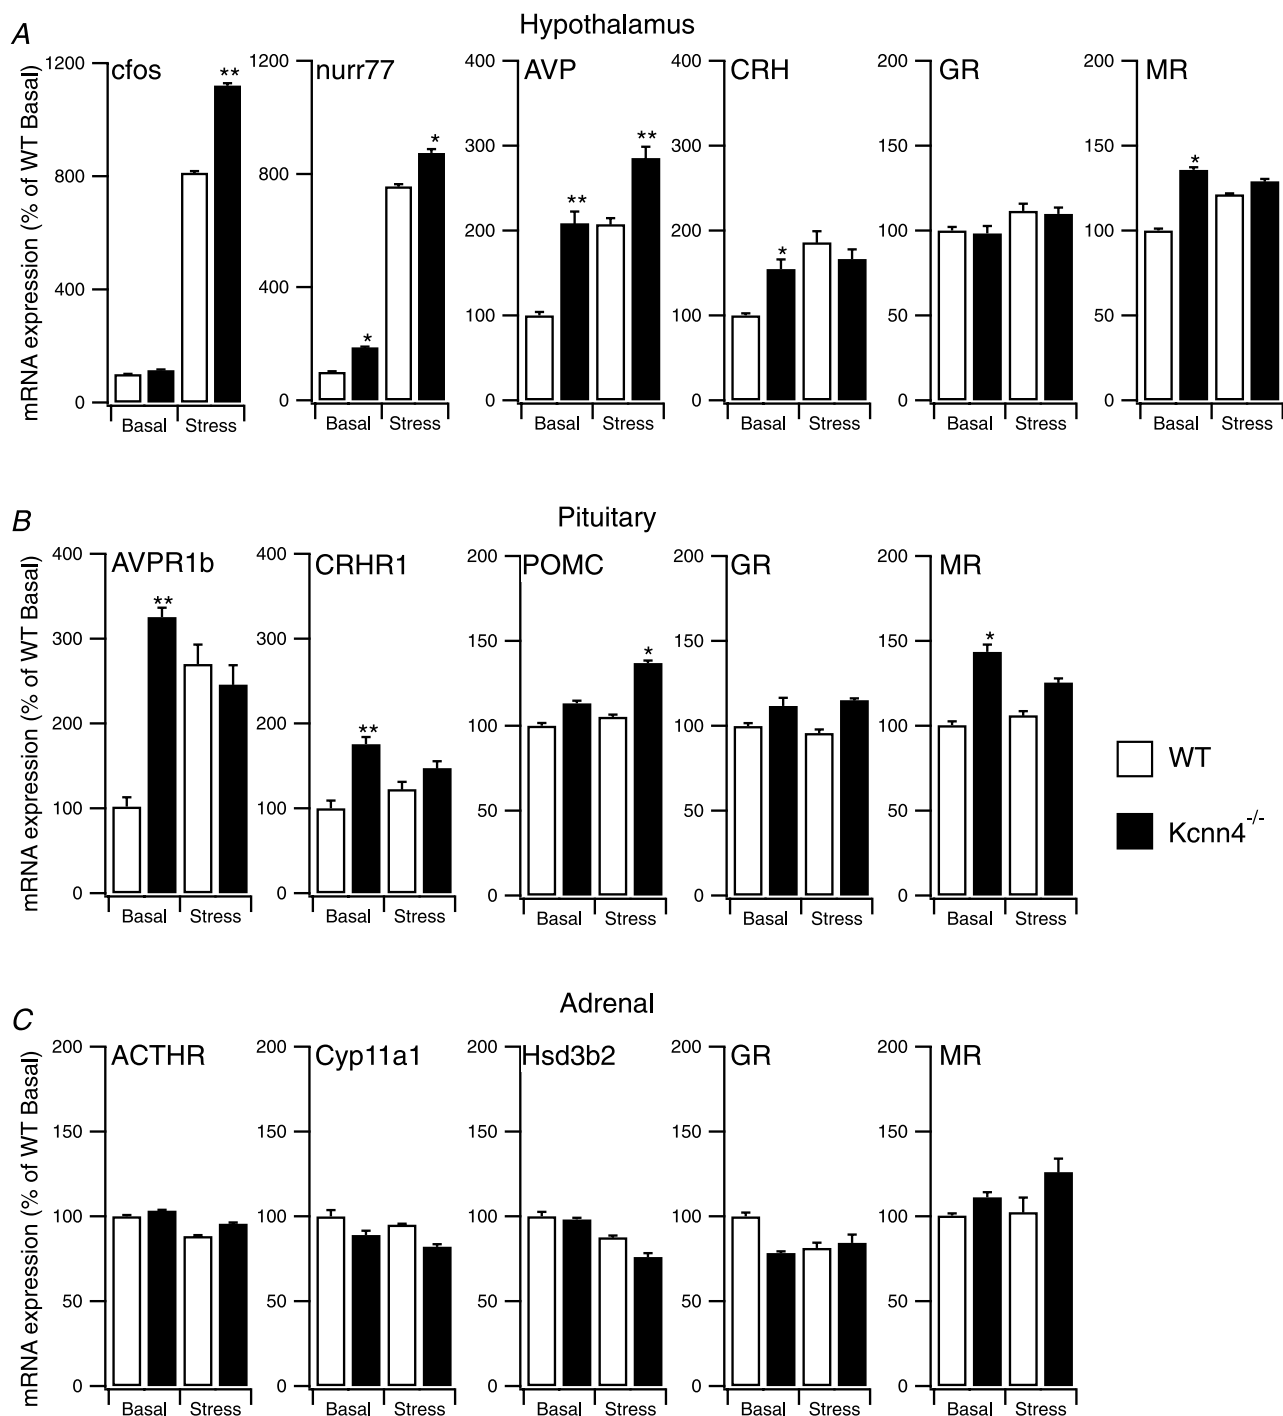 A
Hypothalamus
mRNA expression (% of WT Basal)
cfos
1200
800
400
0
Basal Stress
**
nurr77
1200
800
400
0
Basal Stress
*
*
AVP
400
300
200
100
0
Basal Stress
**
**
CRH
400
300
200
100
0
Basal Stress
*
GR
200
150
100
50
0
Basal Stress
MR
200
150
100
50
0
Basal Stress
*
B
Pituitary
mRNA expression (% of WT Basal)
AVPR1b
400
300
200
100
0
Basal Stress
**
CRHR1
400
300
200
100
0
Basal Stress
**
POMC
200
150
100
50
0
Basal Stress
*
GR
200
150
100
50
0
Basal Stress
MR
200
150
100
50
0
Basal Stress
*
WT
Kcnn4-/-
C
Adrenal
mRNA expression (% of WT Basal)
ACTHR
200
150
100
50
0
Basal Stress
Cyp11a1
200
150
100
50
0
Basal Stress
Hsd3b2
200
150
100
50
0
Basal Stress
GR
200
150
100
50
0
Basal Stress
MR
200
150
100
50
0
Basal Stress